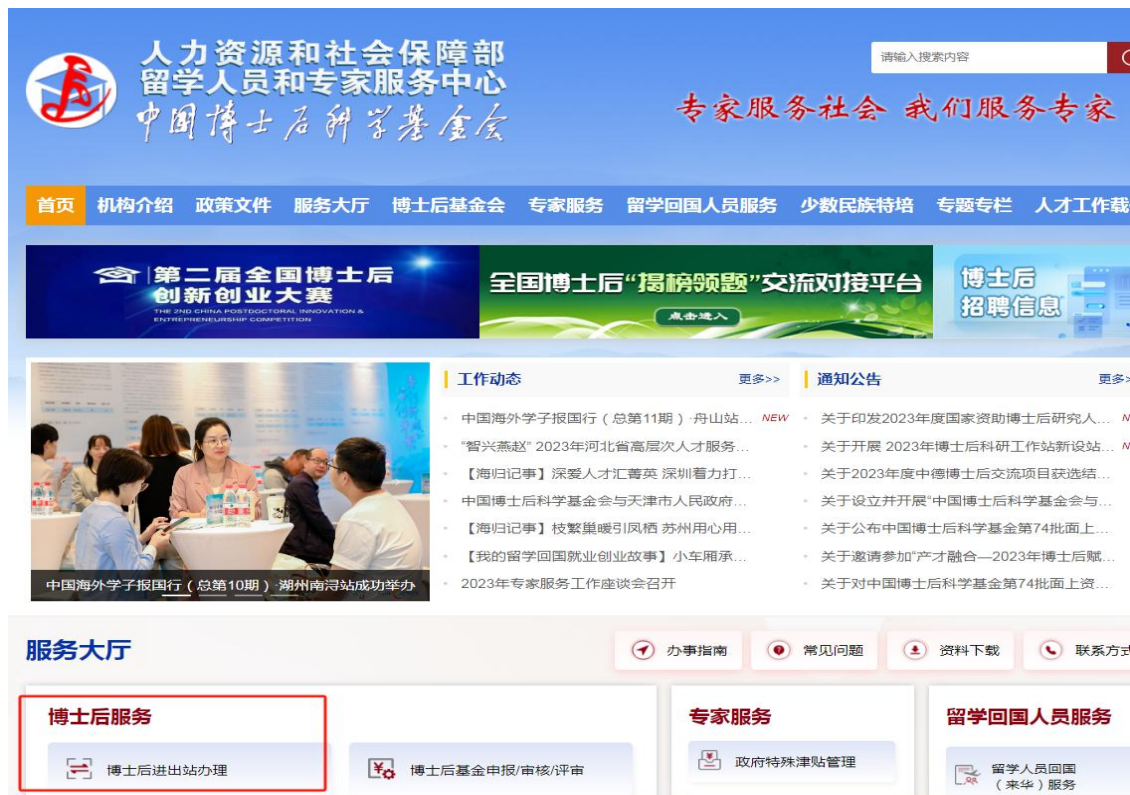 人力资源和社会保障部
留学人员和专家服务中心
中国博士后科学基金会
请输入搜索内容
专家服务社会 我们服务专家
首页 机构介绍 政策文件 服务大厅 博士后基金会 专家服务 留学回国人员服务 少数民族特培 专题专栏 人才工作载
第二届全国博士后
创新创业大赛
THE 2ND CHINA POSTDOCTORAL INNOVATION &
ENTREPRENEURSHIP COMPETITION
全国博士后“揭榜领题”交流对接平台
点击进入
博士后
招聘信息
中国海外学子报国行（总第10期）·湖州南浔站成功举办
工作动态 更多>>
中国海外学子报国行（总第11期）·舟山站... NEW
“智兴燕赵” 2023年河北省高层次人才服务...
【海归记事】深爱人才汇菁英 深圳着力打...
中国博士后科学基金会与天津市人民政府...
【海归记事】枝繁巢暖引凤栖 苏州用心用...
【我的留学回国就业创业故事】小车厢承...
2023年专家服务工作座谈会召开
通知公告 更多>
关于印发2023年度国家资助博士后研究人... N
关于开展 2023年博士后科研工作站新设站... N
关于2023年度中德博士后交流项目获选结...
关于设立并开展“中国博士后科学基金会与...
关于公布中国博士后科学基金第74批面上...
关于邀请参加“产才融合—2023年博士后赋...
关于对中国博士后科学基金第74批面上资...
服务大厅
办事指南 常见问题 资料下载 联系方式
博士后服务
博士后进出站办理
博士后基金申报/审核/评审
专家服务
政府特殊津贴管理
留学回国人员服务
留学人员回国
（来华）服务